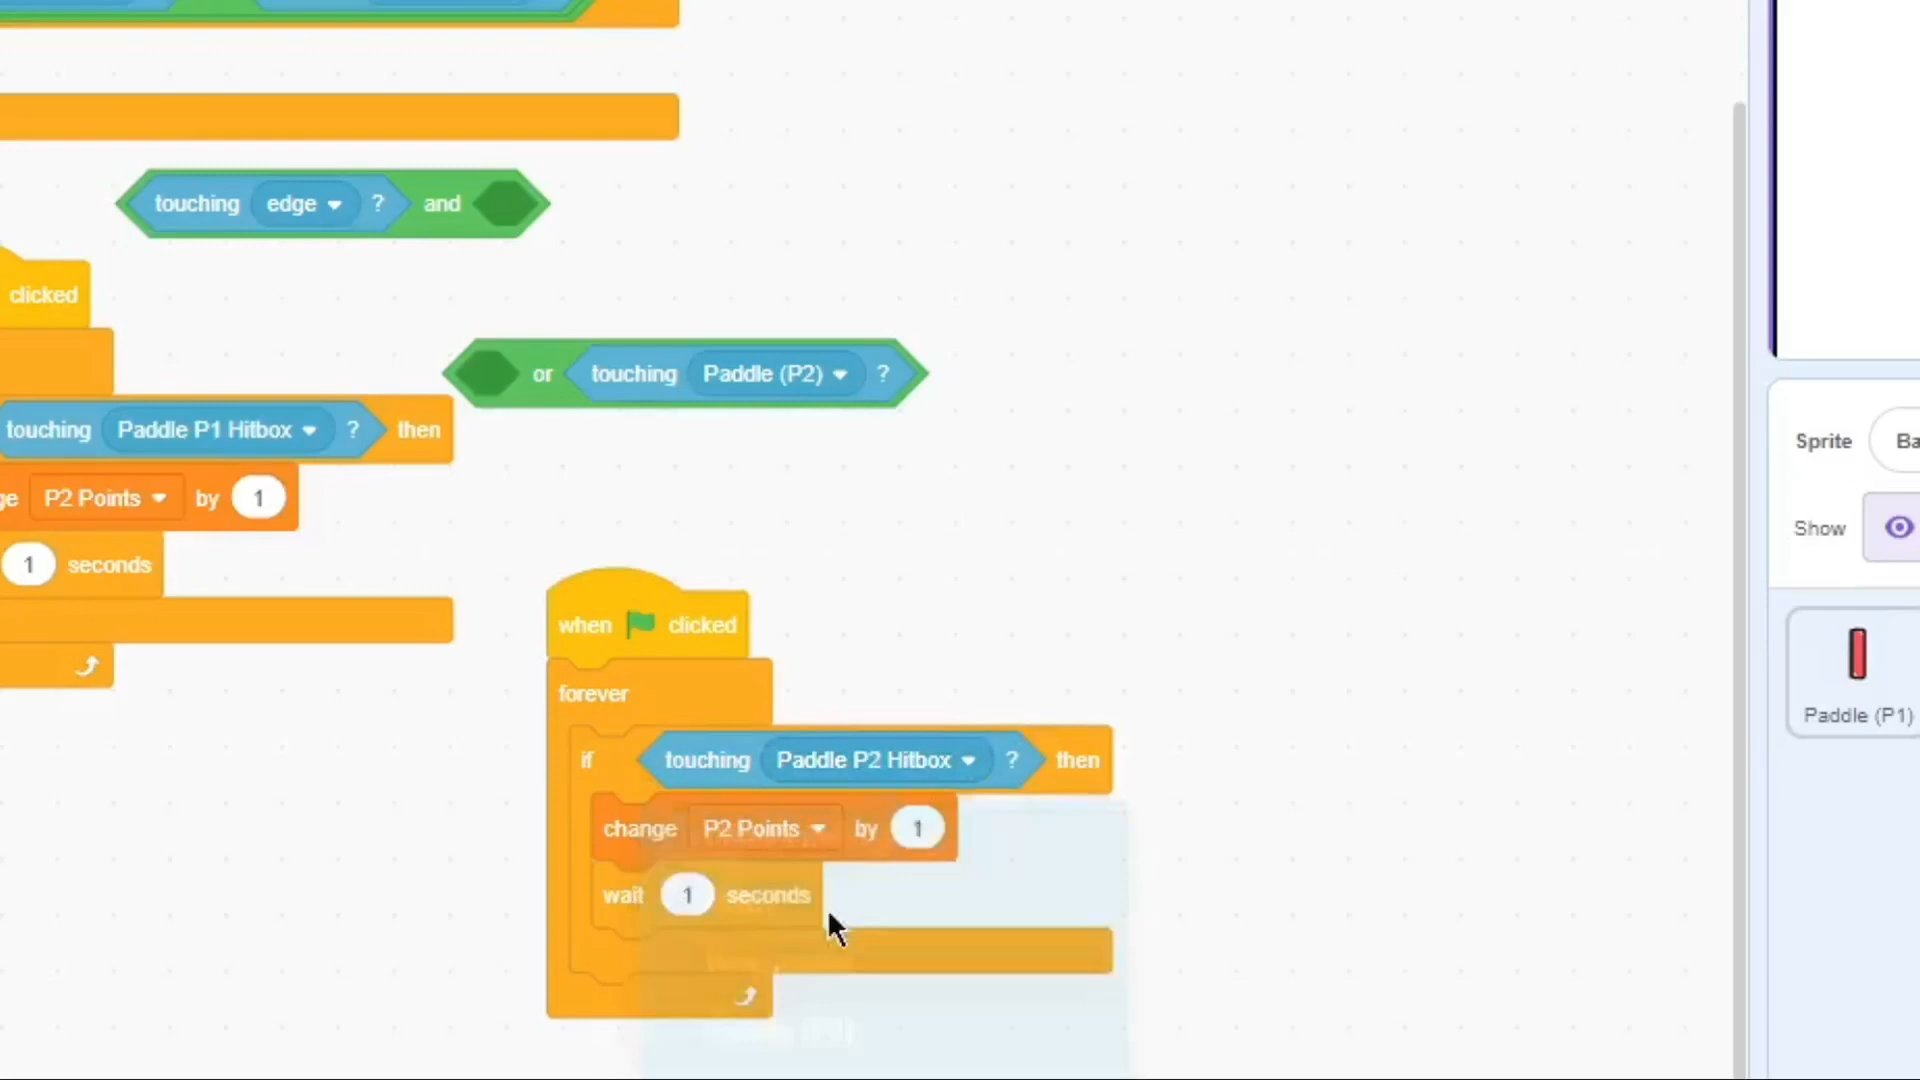 touching edge ? and
clicked
or touching Paddle (P2) ?
touching Paddle P1 Hitbox ? then
ge P2 Points by 1
1 seconds
when clicked
forever
if touching Paddle P2 Hitbox ? then
change P2 Points by 1
wait 1 seconds
Sprite Ba
Show
Paddle (P1)